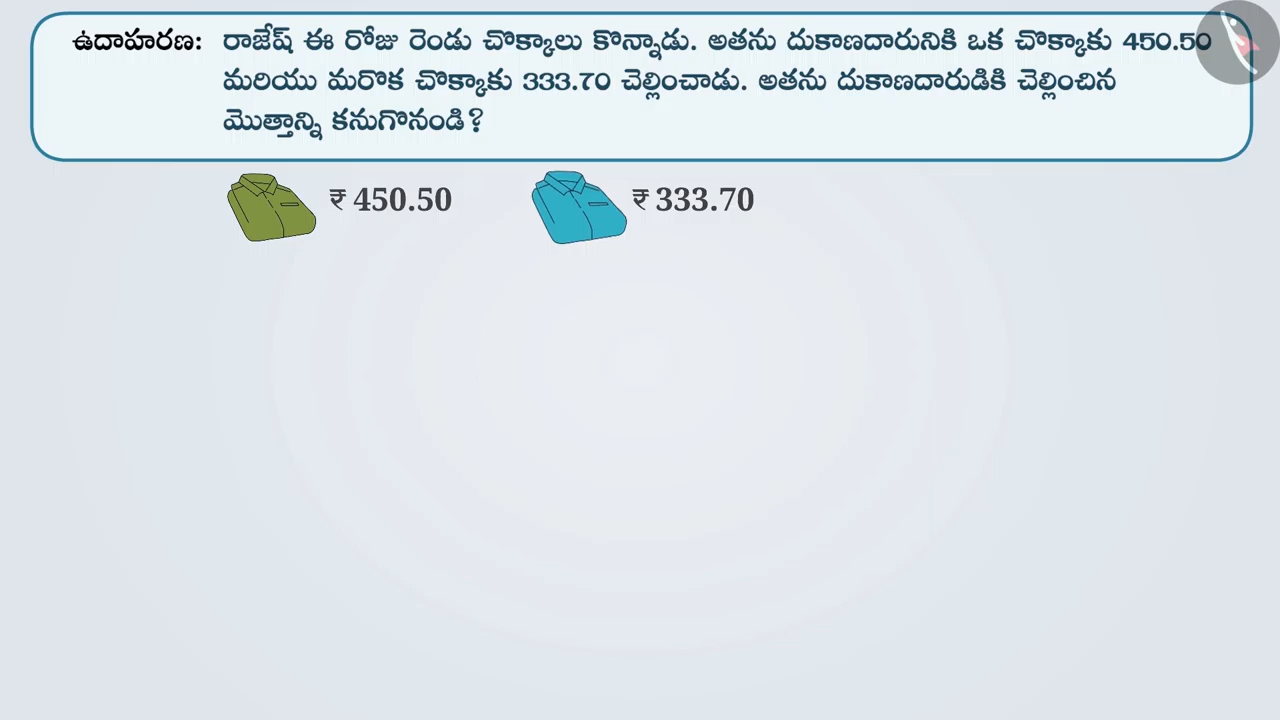 ఉదాహరణ: రాజేష్ ఈ రోజు రెండు చొక్కాలు కొన్నాడు. అతను దుకాణదారునికి ఒక చొక్కాకు 450.50
మరియు మరొక చొక్కాకు 333.70 చెల్లించాడు. అతను దుకాణదారుడికి చెల్లించిన
మొత్తాన్ని కనుగొనండి?
₹ 450.50 ₹ 333.70